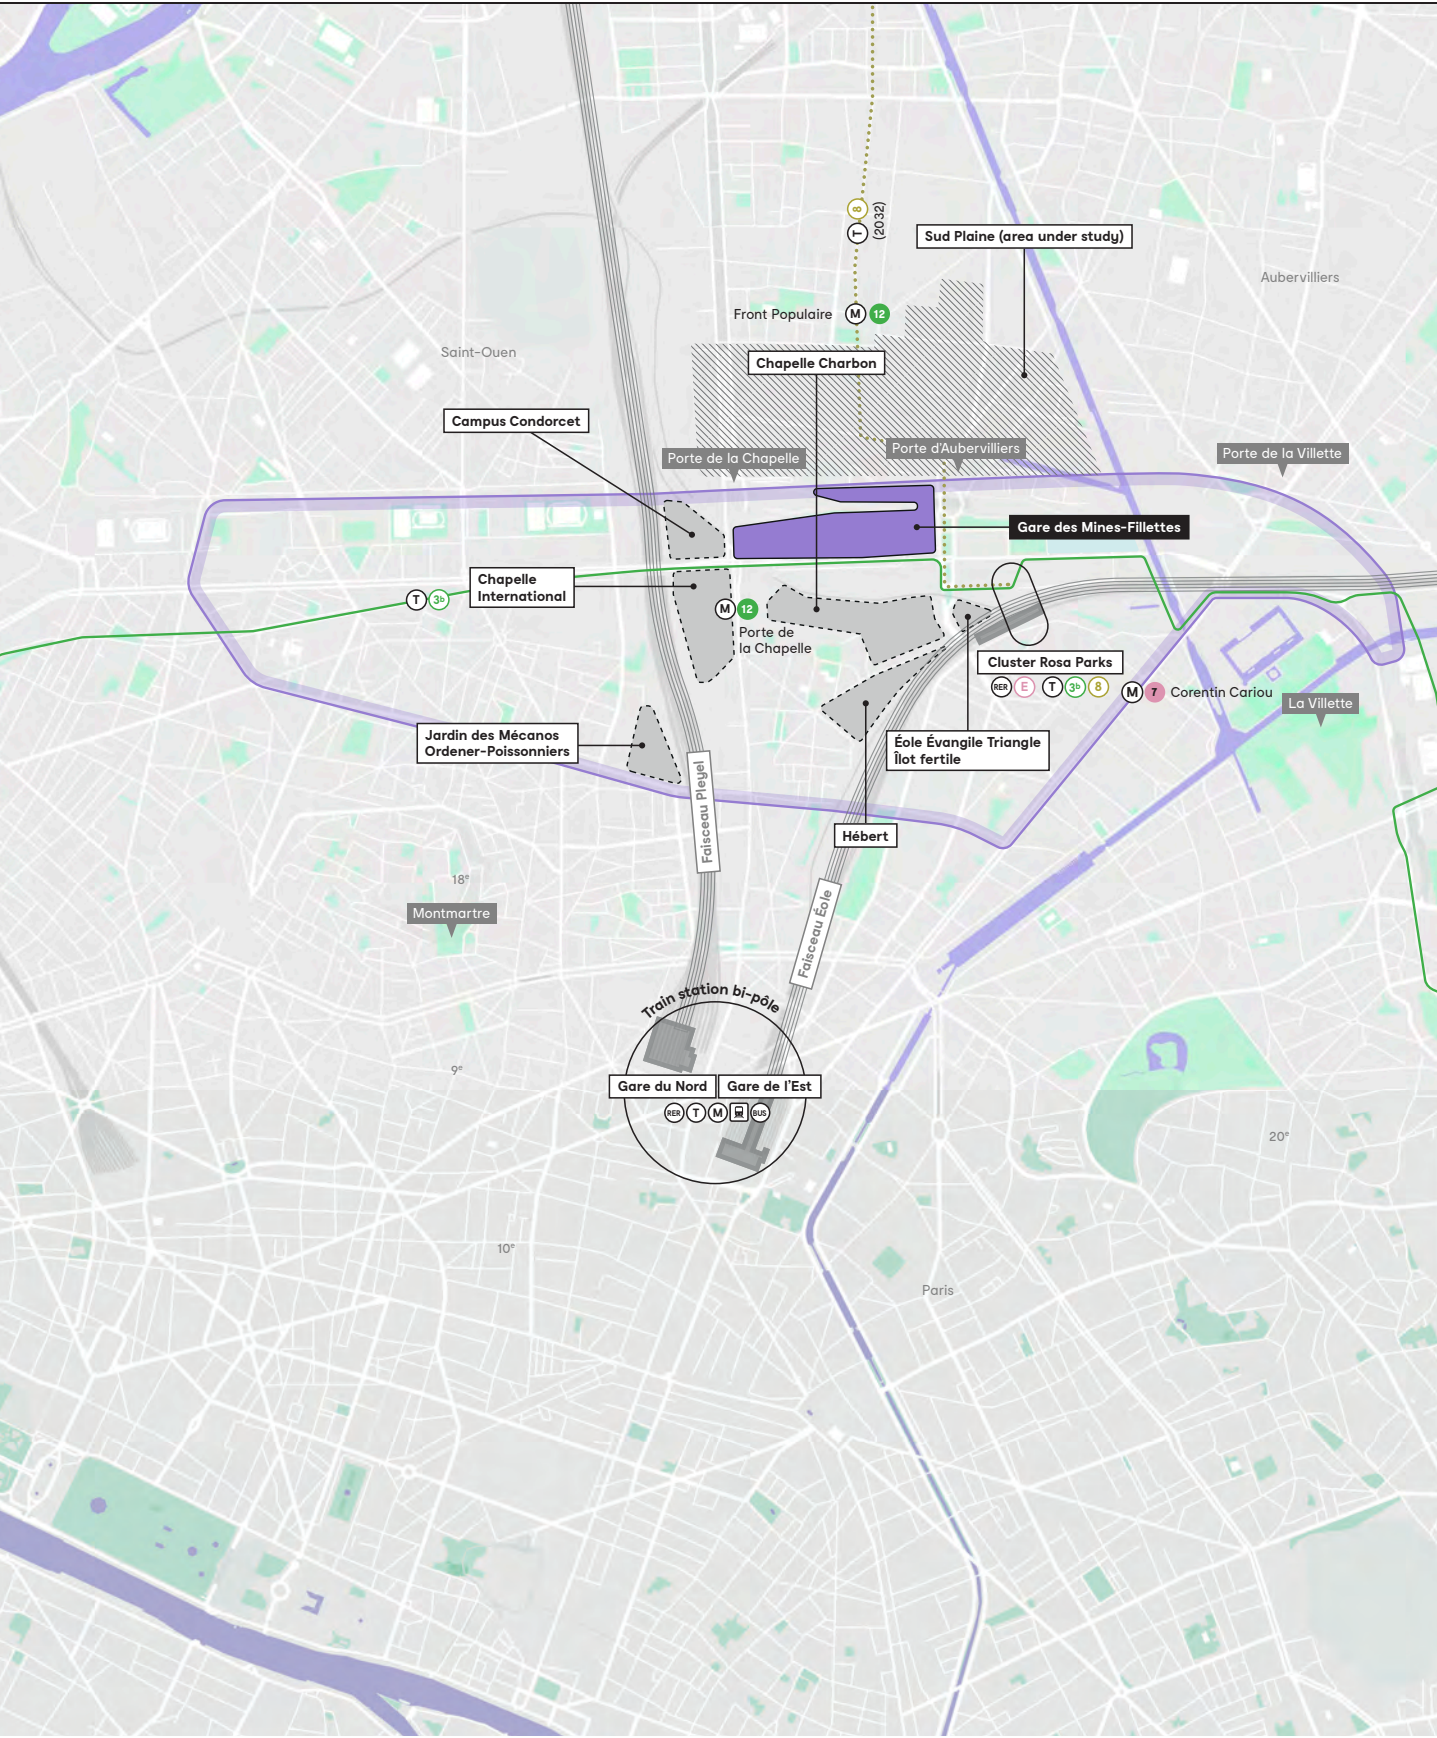 8
T
(2032)
Sud Plaine (area under study)
Aubervilliers
Front Populaire M 12
Saint-Ouen
Chapelle Charbon
Campus Condorcet
Porte de la Chapelle
Porte d'Aubervilliers
Porte de la Villette
Gare des Mines-Fillettes
Chapelle
International
T 3b
M 12
Porte de
la Chapelle
Cluster Rosa Parks
RER E T 3b 8
M 7 Corentin Cariou
La Villette
Jardin des Mécanos
Ordener-Poissonniers
Éole Évangile Triangle
Îlot fertile
Faisceau Pleyel
Hébert
18e
Montmartre
Faisceau Éole
Train station bi-pôle
9e
Gare du Nord
Gare de l'Est
RER T M BUS
20e
10e
Paris